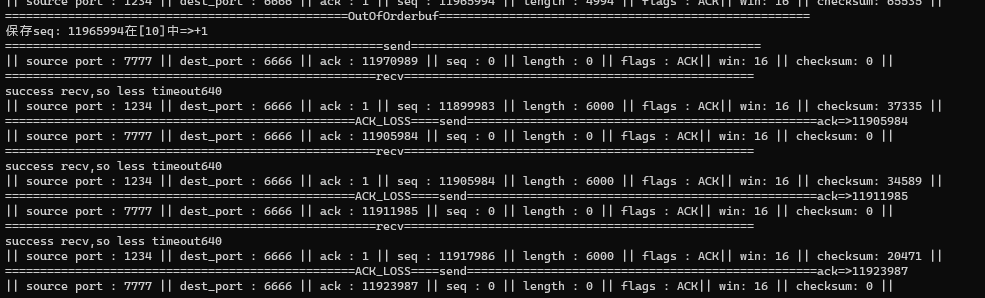 || source port : 1234 || dest_port : 6666 || ack : 1 || seq : 11965994 || length : 4994 || flags : ACK|| win: 16 || checksum: 65535 ||
=================================================OutOfOrderbuf==================================================
保存seq: 11965994在[10]中=>+1
======================================================send==================================================
|| source port : 7777 || dest_port : 6666 || ack : 11970989 || seq : 0 || length : 0 || flags : ACK|| win: 16 || checksum: 0 ||
=====================================================recv==================================================
success recv,so less timeout640
|| source port : 1234 || dest_port : 6666 || ack : 1 || seq : 11899983 || length : 6000 || flags : ACK|| win: 16 || checksum: 37335 ||
==================================================ACK_LOSS====send==================================================ack=>11905984
|| source port : 7777 || dest_port : 6666 || ack : 11905984 || seq : 0 || length : 0 || flags : ACK|| win: 16 || checksum: 0 ||
=====================================================recv==================================================
success recv,so less timeout640
|| source port : 1234 || dest_port : 6666 || ack : 1 || seq : 11905984 || length : 6000 || flags : ACK|| win: 16 || checksum: 34589 ||
==================================================ACK_LOSS====send==================================================ack=>11911985
|| source port : 7777 || dest_port : 6666 || ack : 11911985 || seq : 0 || length : 0 || flags : ACK|| win: 16 || checksum: 0 ||
=====================================================recv==================================================
success recv,so less timeout640
|| source port : 1234 || dest_port : 6666 || ack : 1 || seq : 11917986 || length : 6000 || flags : ACK|| win: 16 || checksum: 20471 ||
==================================================ACK_LOSS====send==================================================ack=>11923987
|| source port : 7777 || dest_port : 6666 || ack : 11923987 || seq : 0 || length : 0 || flags : ACK|| win: 16 || checksum: 0 ||